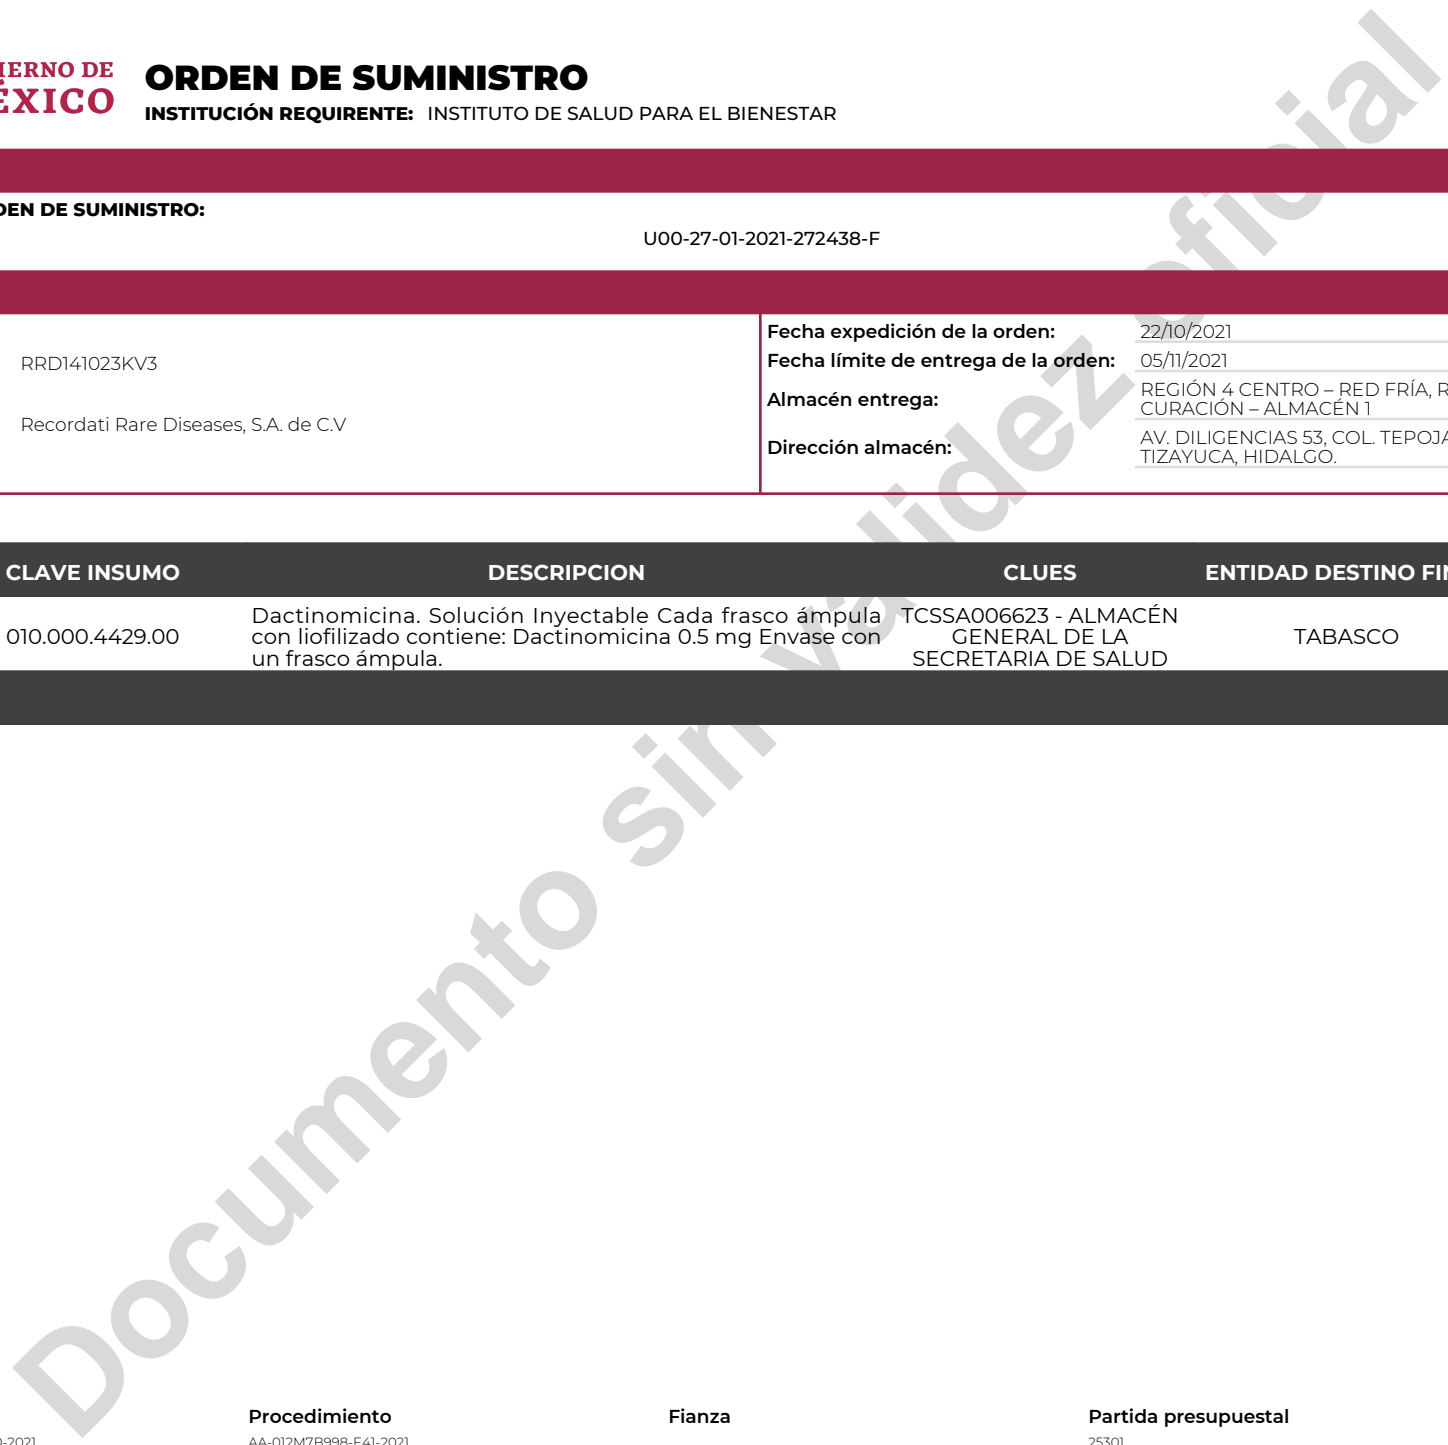 ORDEN DE SUMINISTRO
INSTITUCIÓN REQUIRENTE: INSTITUTO DE SALUD PARA EL BIENESTAR
DE
DE SUMINISTRO:
U00-27-01-2021-272438-F
RRD141023KV3
Recordati Rare Diseases, S.A. de C.V
Fecha expedición de la orden: 22/10/2021
Fecha límite de entrega de la orden: 05/11/2021
Almacén entrega: REGIÓN 4 CENTRO – RED FRÍA,
CURACIÓN – ALMACÉN 1
Dirección almacén: AV. DILIGENCIAS 53, COL.
TIZAYUCA, HIDALGO.
CLAVE INSUMO DESCRIPCION CLUES ENTIDAD DESTINO
010.000.4429.00
Dactinomicina. Solución Inyectable Cada frasco ámpula
con liofilizado contiene: Dactinomicina 0.5 mg Envase con
un frasco ámpula.
TCSSA006623 - ALMACÉN
GENERAL DE LA
SECRETARIA DE SALUD
TABASCO
Documento sin validez oficial
Procedimiento Fianza Partida presupuestal
AA-012M7B998-E41-2021 25301